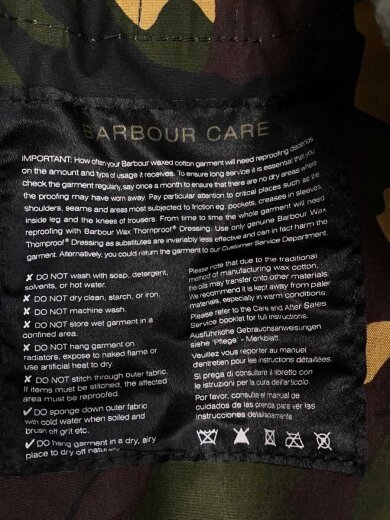 BARBOUR CARE
IMPORTANT: How often your Barbour waxed cotton garment will need reproofing depends
on the amount and type of usage it receives. To ensure long service it is essential that you
check the garment regularly, say once a month to ensure that there are no dry areas where
the proofing may have worn away. Pay particular attention to critical places such as the
shoulders, seams and areas most subjected to friction eg. pockets, creases in sleeves,
inside leg and the knees of trousers. From time to time the whole garment will need
reproofing with Barbour Wax Thornproof® Dressing. Use only genuine Barbour Wax
Thornproof® Dressing as substitutes are invariably less effective and can in fact harm the
garment. Alternatively, you could return the garment to our Customer Service Department.
✘ DO NOT wash with soap, detergent,
solvents, or hot water.
✘ DO NOT dry clean, starch, or iron.
✘ DO NOT machine wash.
✘ DO NOT store wet garment in a
confined area.
✘ DO NOT hang garment on
radiators, expose to naked flame or
use artificial heat to dry.
✘ DO NOT stitch through outer fabric
If items must be stitched, the affected
area must be reproofed.
✔ DO sponge down outer fabric
with cold water when soiled and
brush off grit etc.
✔ DO hang garment in a dry, airy
place to dry off naturally.
Please note that due to the traditional
method of manufacturing wax cotton,
the oils may transfer onto other materials.
We recommend it is kept away from paler
materials, especially in warm conditions
Please refer to the Care and After Sales
Service booklet for full instructions.
Ausführliche Gebrauchsanweisungen
siehe 'Pflege' - Merkblatt.
Veuillez vous reporter au manuel
d'entretien pour les instructions détaillées.
Si prega di consultare il libretto con
le istruzioni per la cura dell'articolo
Por favor, consulta el manual de
cuidados de las prenda para ver las
instrucciones detalladamente.